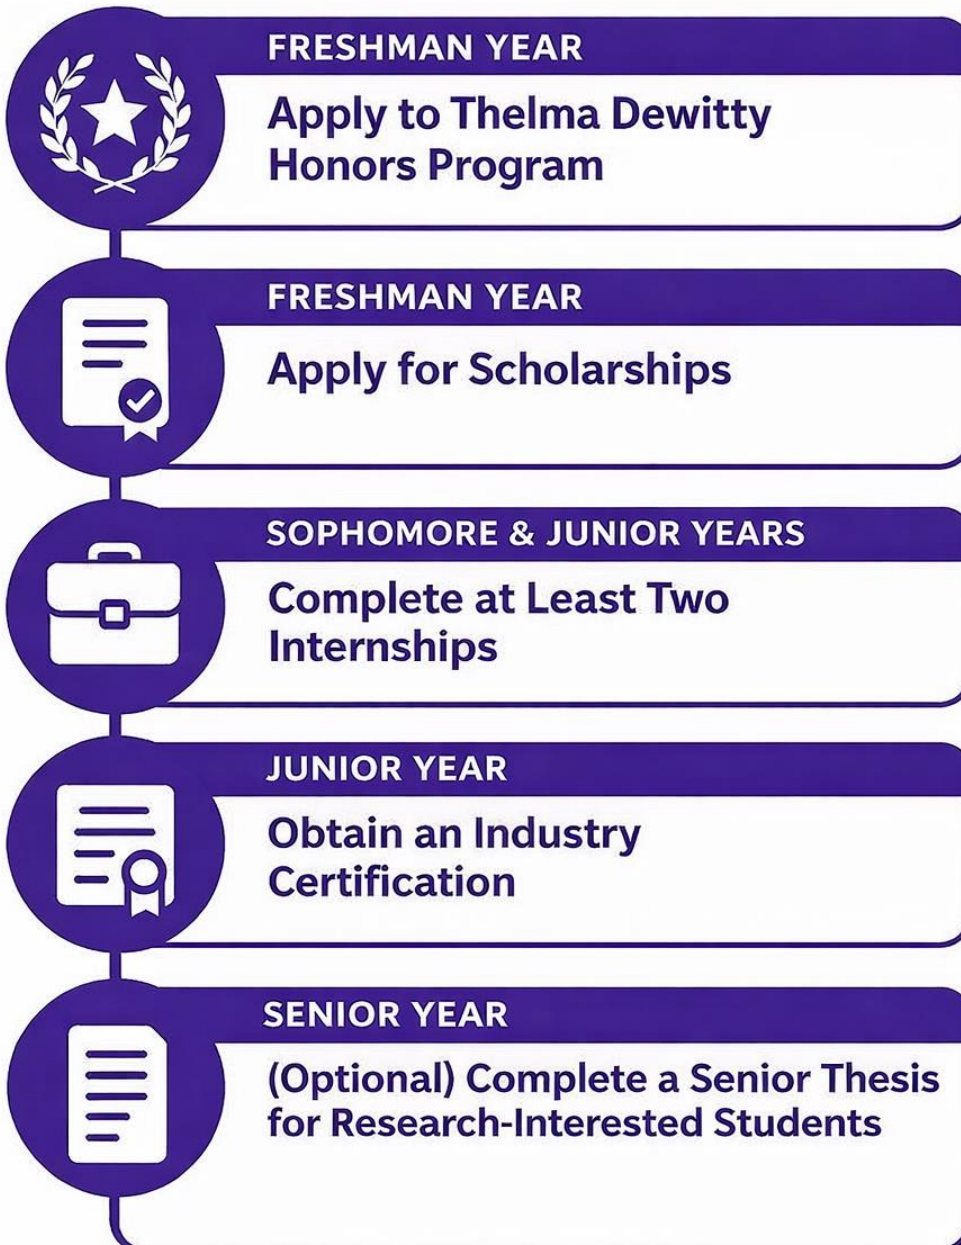 FRESHMAN YEAR
Apply to Thelma Dewitty
Honors Program
FRESHMAN YEAR
Apply for Scholarships
SOPHOMORE & JUNIOR YEARS
Complete at Least Two
Internships
JUNIOR YEAR
Obtain an Industry
Certification
SENIOR YEAR
(Optional) Complete a Senior Thesis
for Research-Interested Students